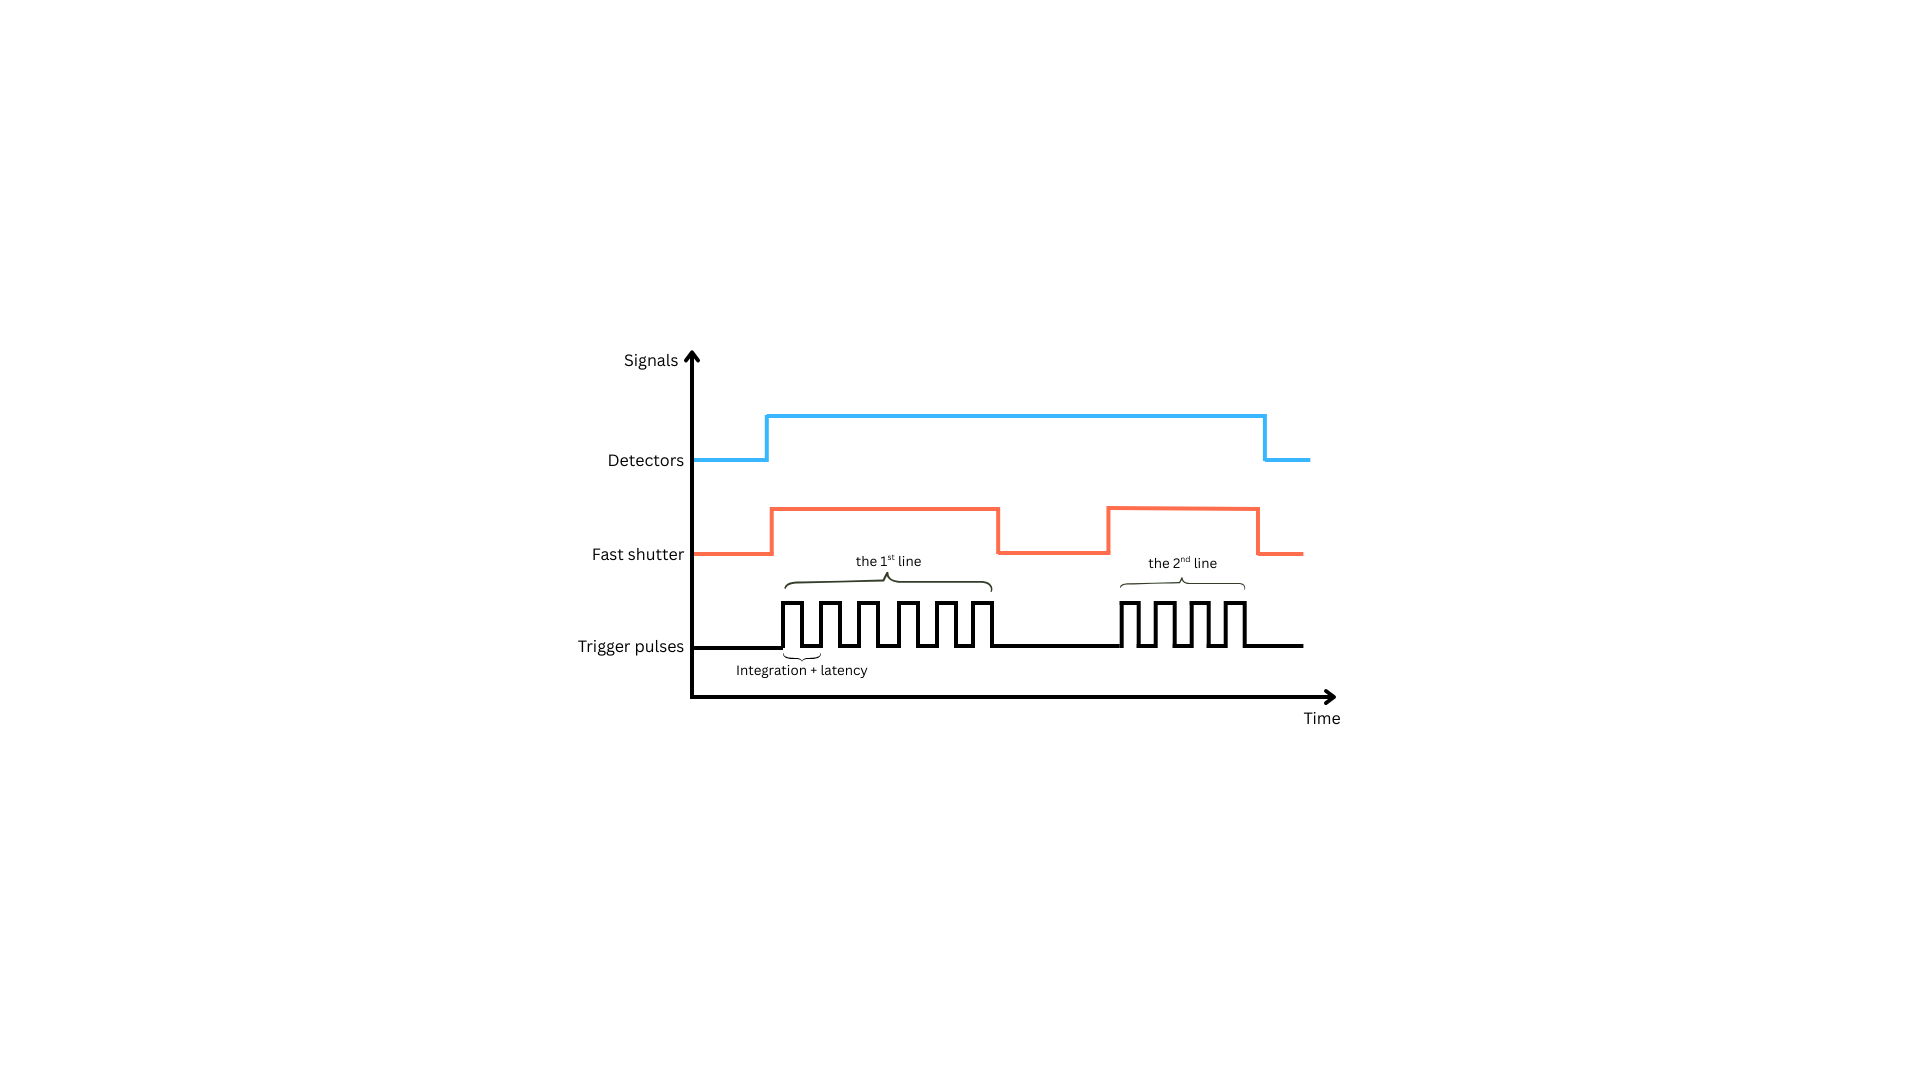 Signals
Detectors
Fast shutter
the 1st line
the 2nd line
Trigger pulses
Integration + latency
Time